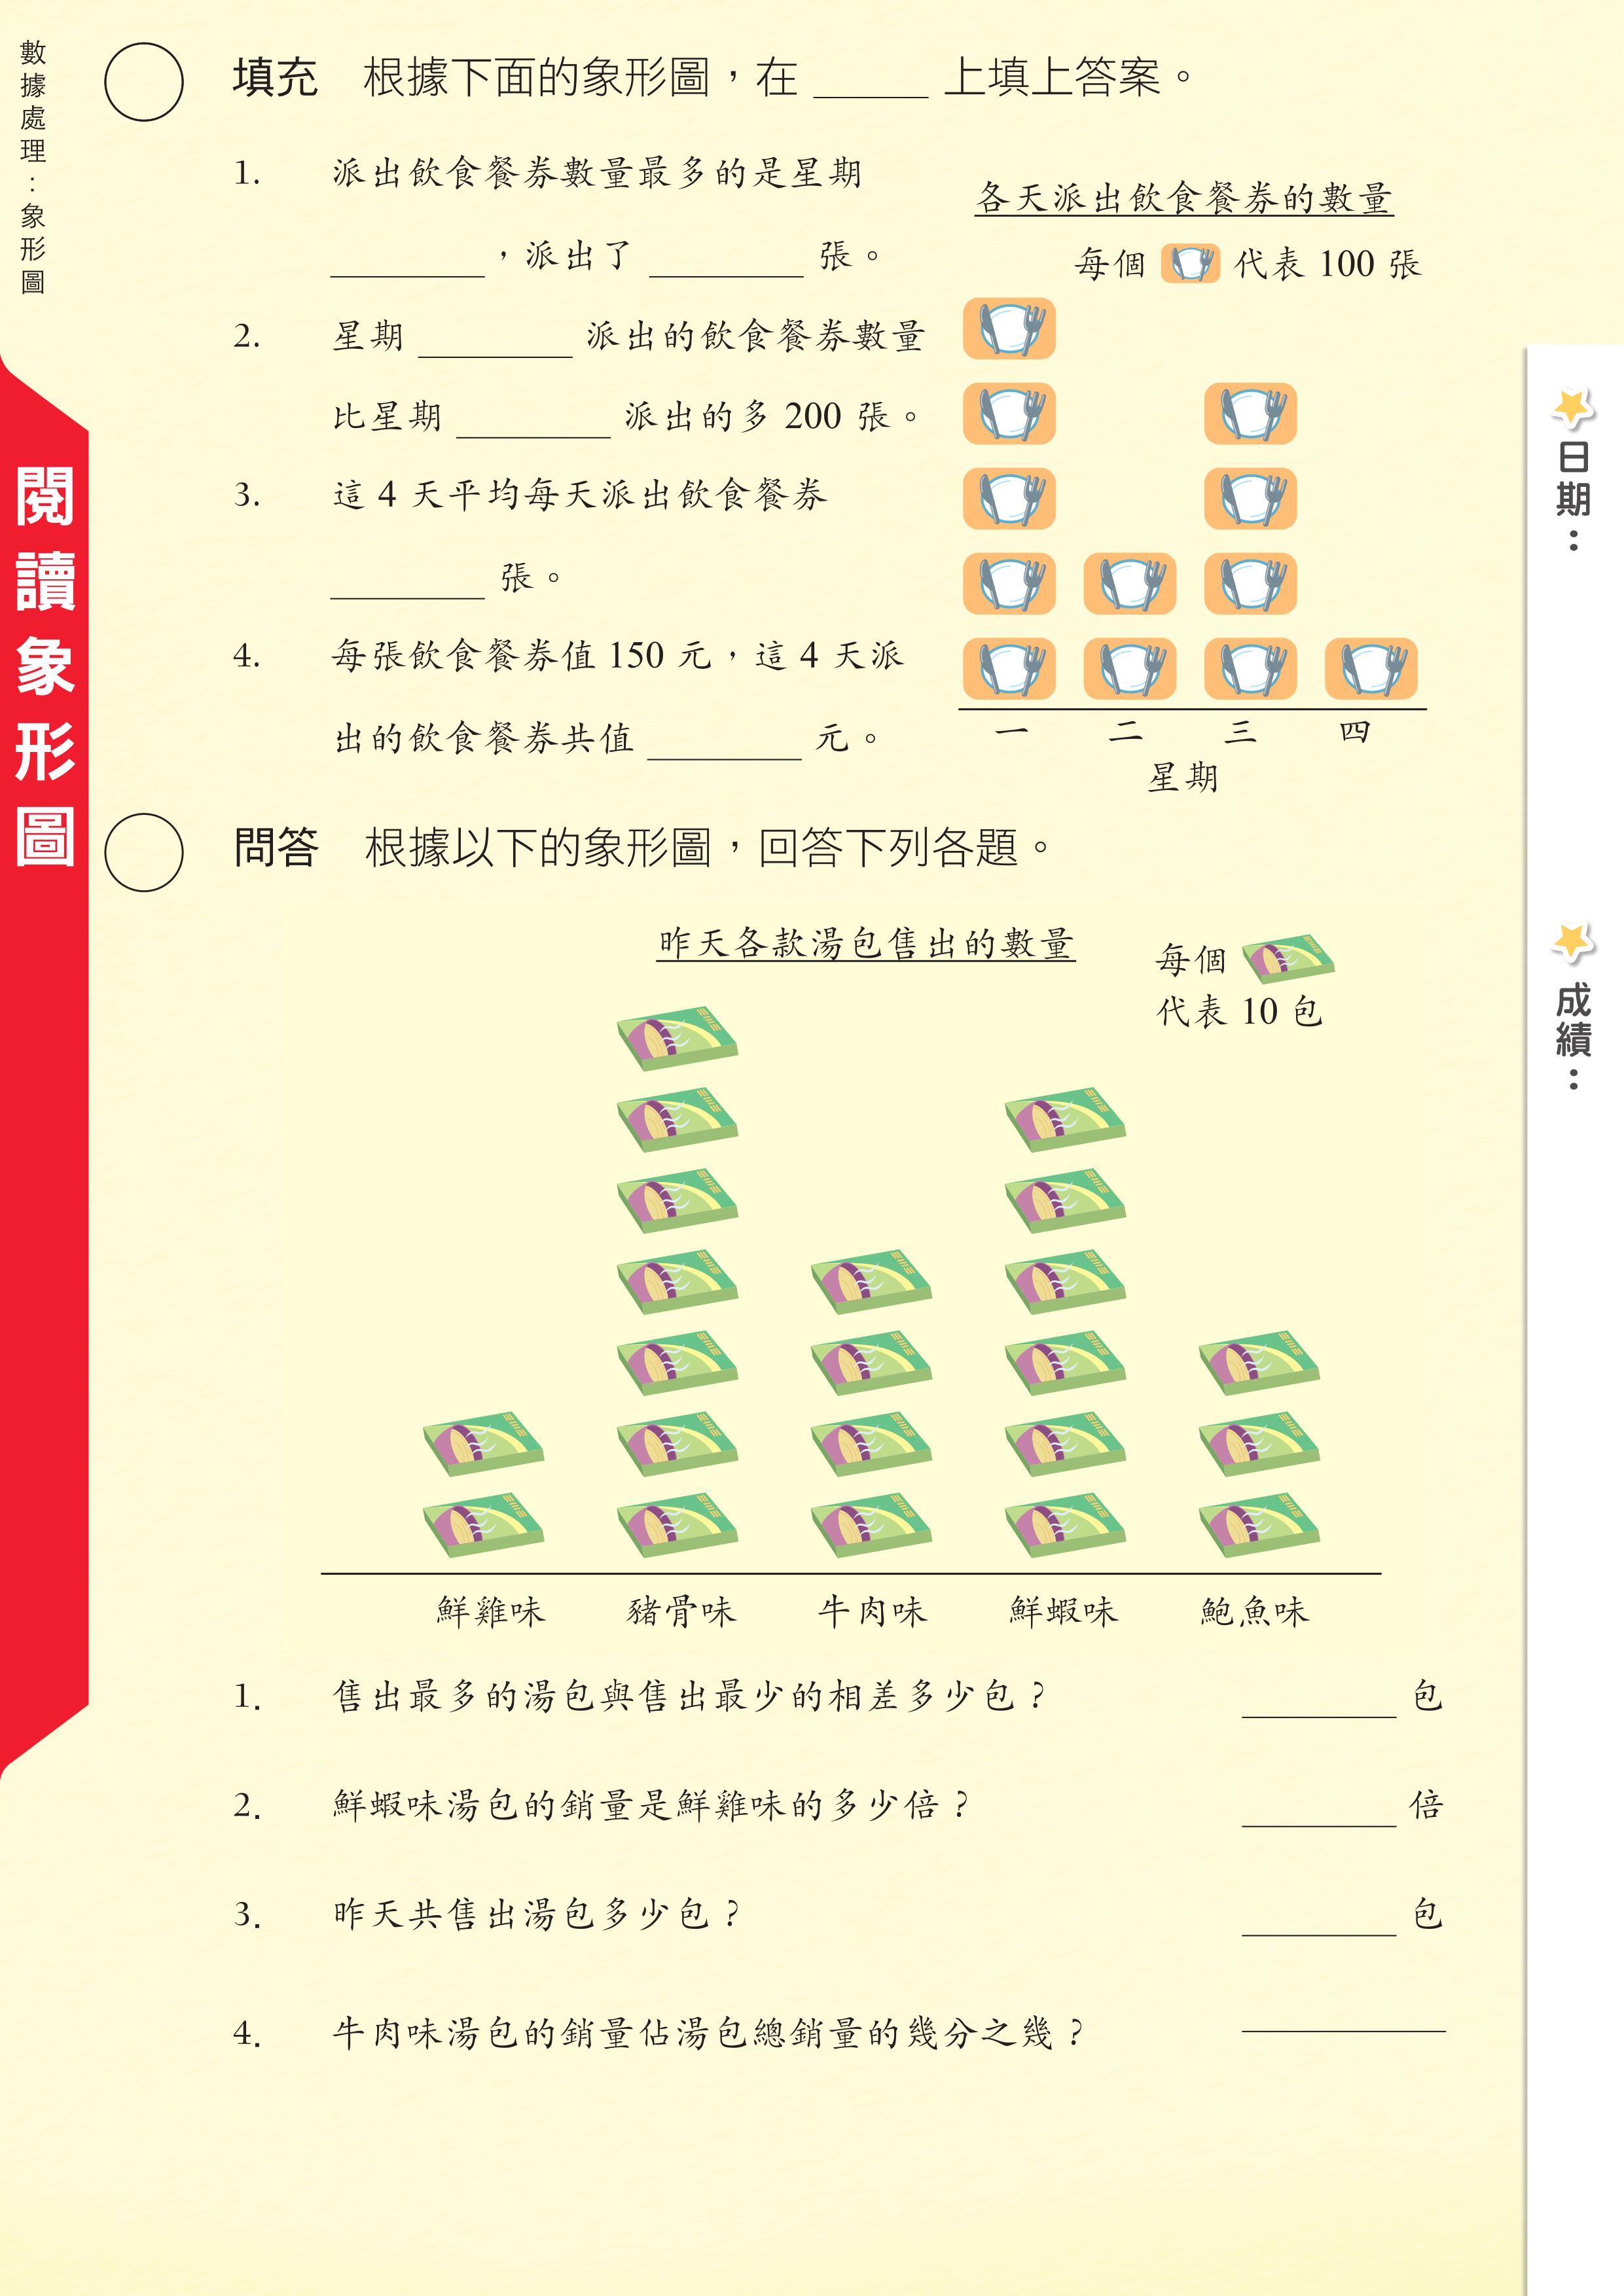 數據處理：象形圖
閱讀象形圖
填充 根據下面的象形圖，在 ______ 上填上答案。
1. 派出飲食餐券數量最多的是星期
________，派出了 ________ 張。
2. 星期 ________ 派出的飲食餐券數量
比星期 ________ 派出的多 200 張。
3. 這 4 天平均每天派出飲食餐券
________ 張。
4. 每張飲食餐券值 150 元，這 4 天派
出的飲食餐券共值 ________ 元。
各天派出飲食餐券的數量
每個 代表 100 張
一 二 三 四
星期
問答 根據以下的象形圖，回答下列各題。
昨天各款湯包售出的數量
每個
代表 10 包
鮮雞味 豬骨味 牛肉味 鮮蝦味 鮑魚味
1. 售出最多的湯包與售出最少的相差多少包？ ________ 包
2. 鮮蝦味湯包的銷量是鮮雞味的多少倍？ ________ 倍
3. 昨天共售出湯包多少包？ ________ 包
4. 牛肉味湯包的銷量佔湯包總銷量的幾分之幾？ ________
日期：
成績：